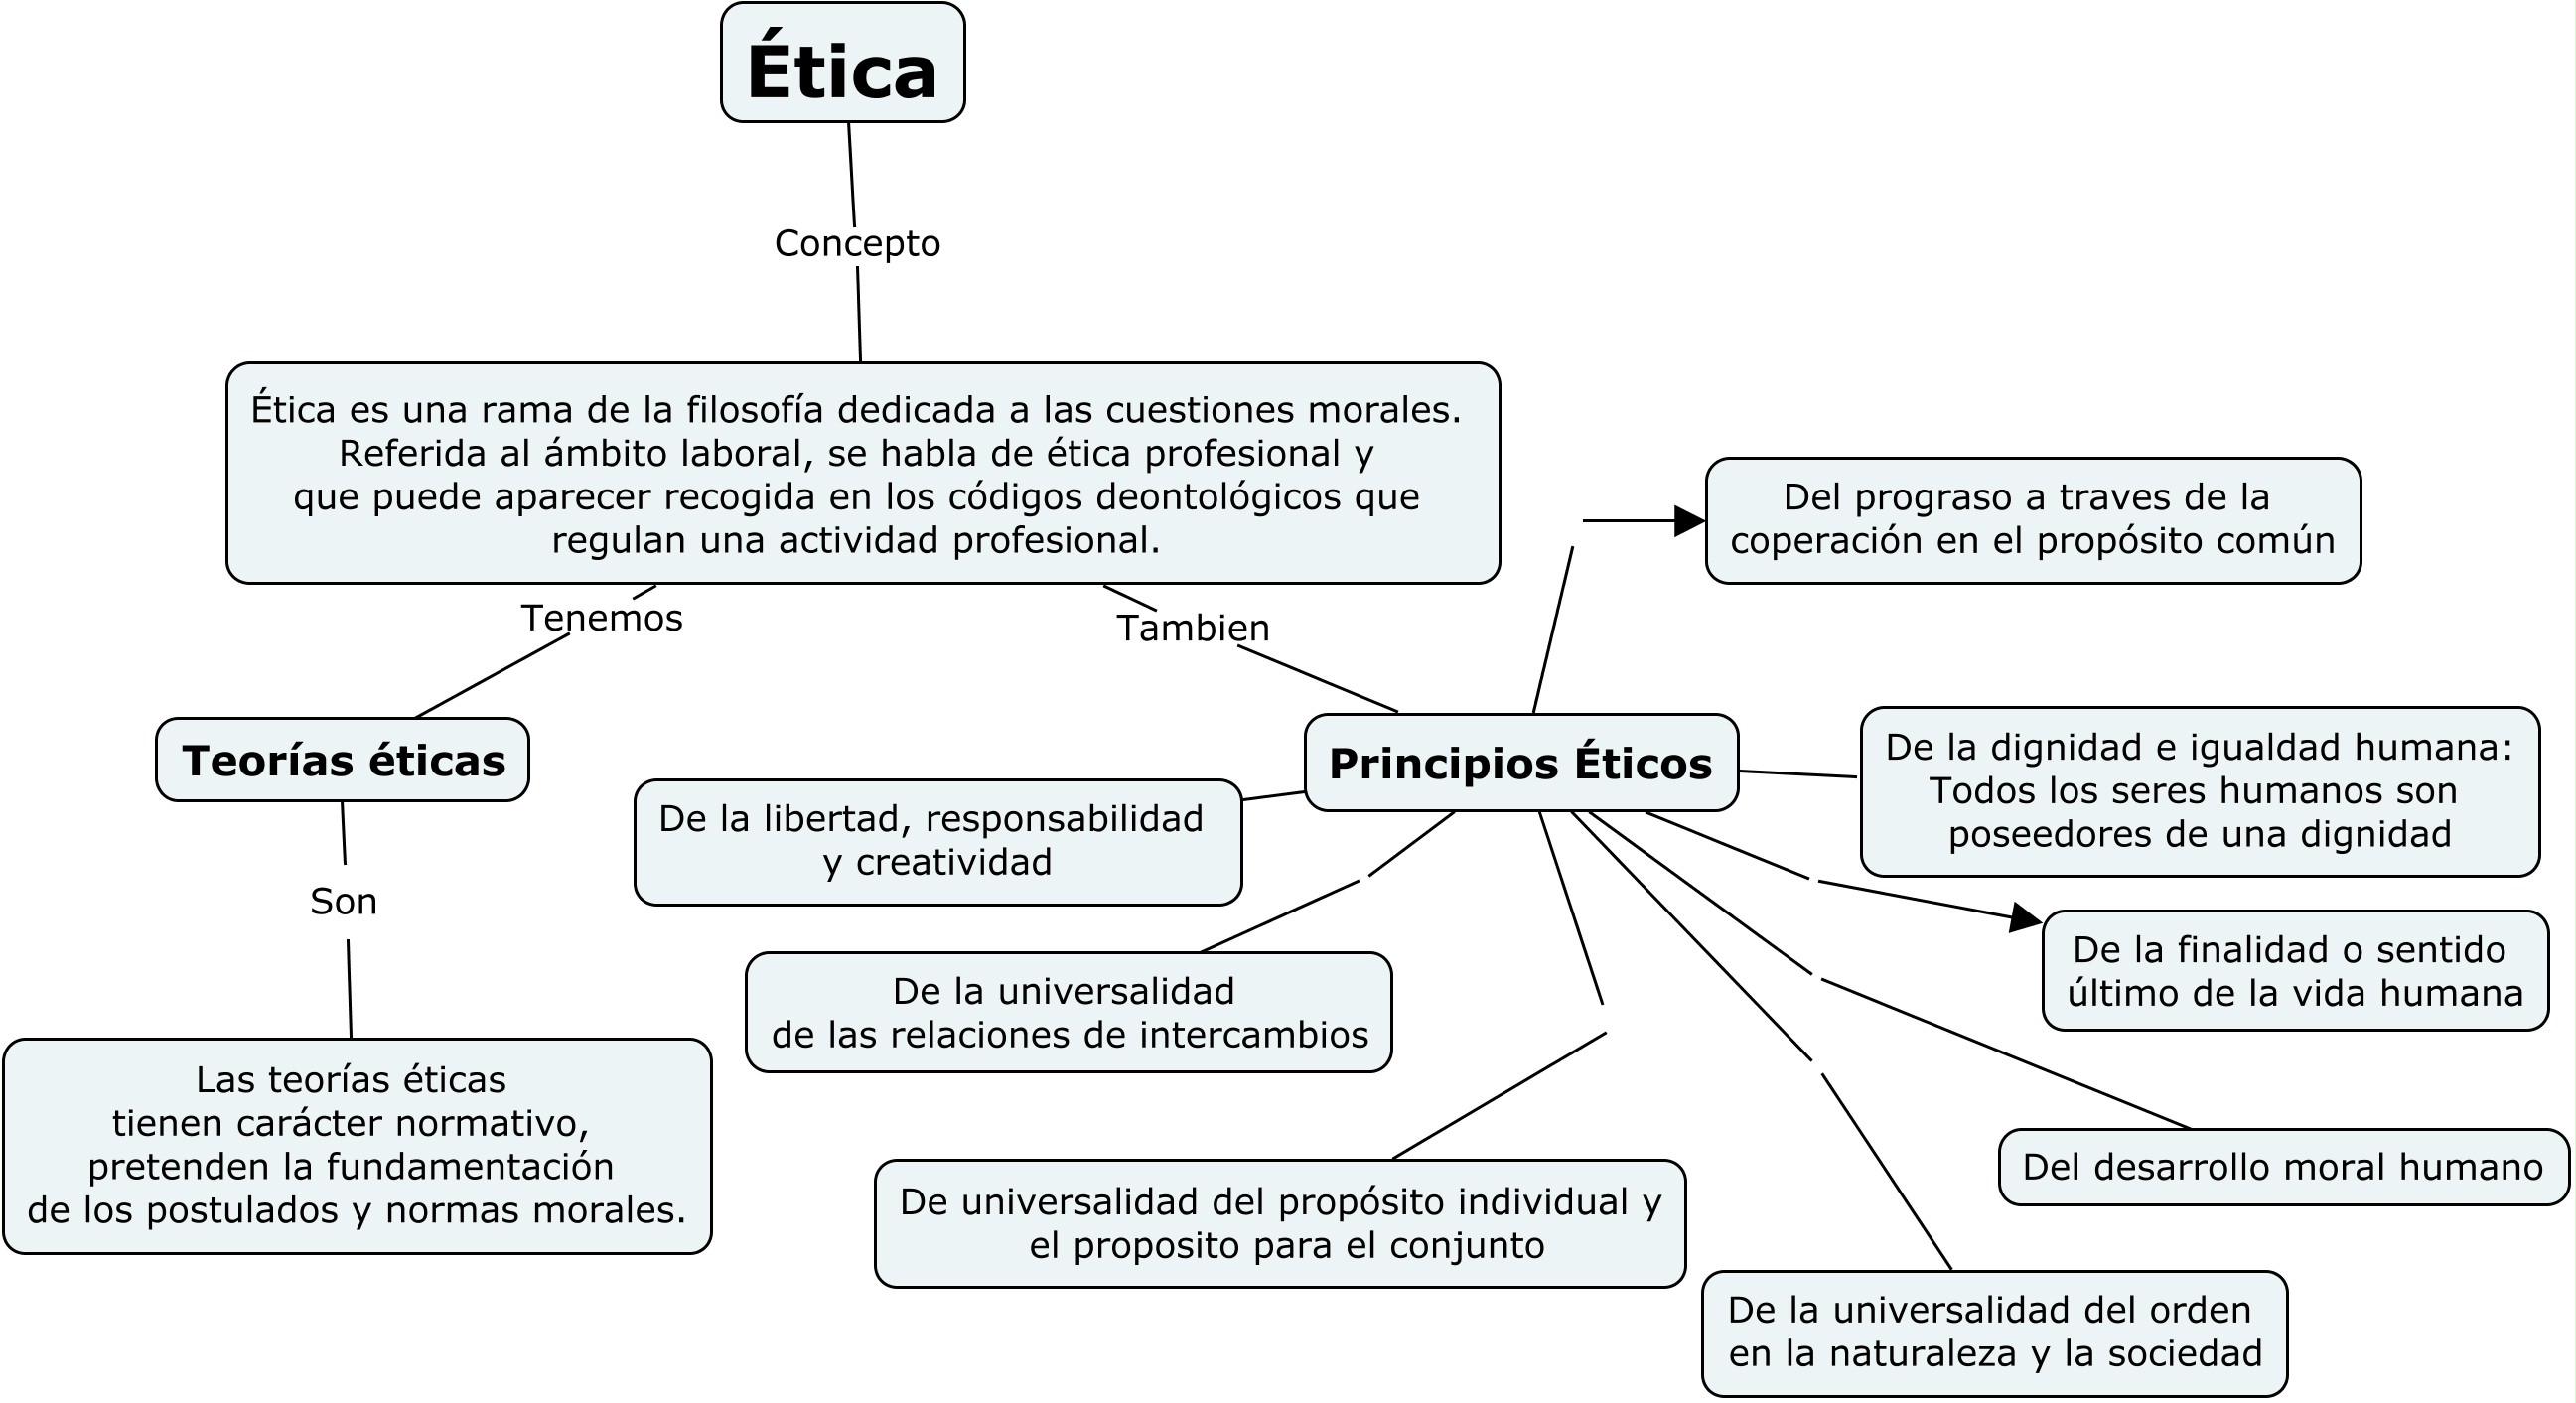 Ética
Concepto
Ética es una rama de la filosofía dedicada a las cuestiones morales.
Referida al ámbito laboral, se habla de ética profesional y
que puede aparecer recogida en los códigos deontológicos que
regulan una actividad profesional.
Tenemos
Tambien
Del prograso a traves de la
coperación en el propósito común
Teorías éticas
Principios Éticos
De la dignidad e igualdad humana:
Todos los seres humanos son
poseedores de una dignidad
De la libertad, responsabilidad
y creatividad
Son
De la finalidad o sentido
último de la vida humana
De la universalidad
de las relaciones de intercambios
Las teorías éticas
tienen carácter normativo,
pretenden la fundamentación
de los postulados y normas morales.
Del desarrollo moral humano
De universalidad del propósito individual y
el proposito para el conjunto
De la universalidad del orden
en la naturaleza y la sociedad